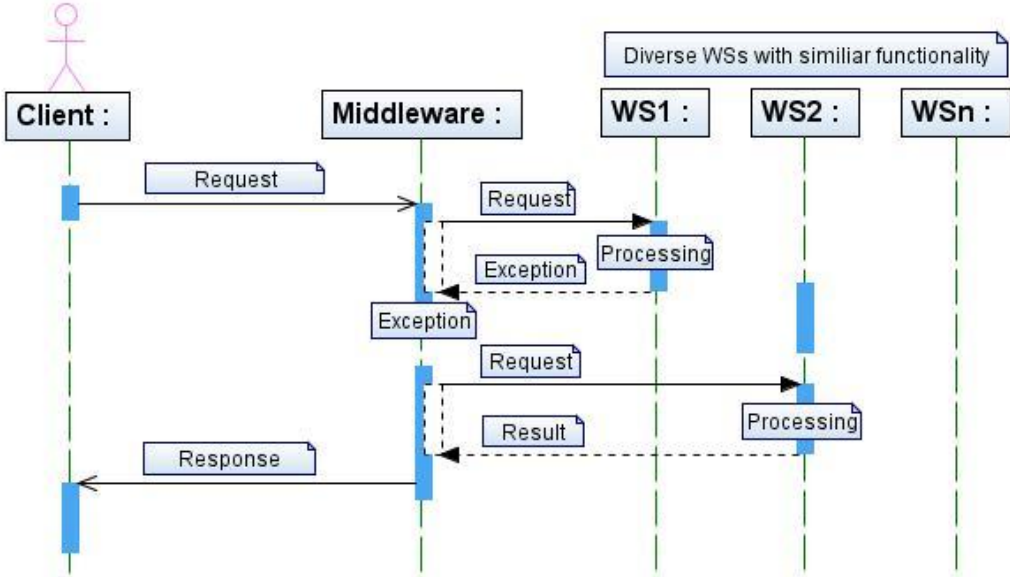 Diverse WSs with similiar functionality
Client :
Middleware :
WS1 :
WS2 :
WSn :
Request
Request
Processing
Exception
Exception
Request
Processing
Result
Response